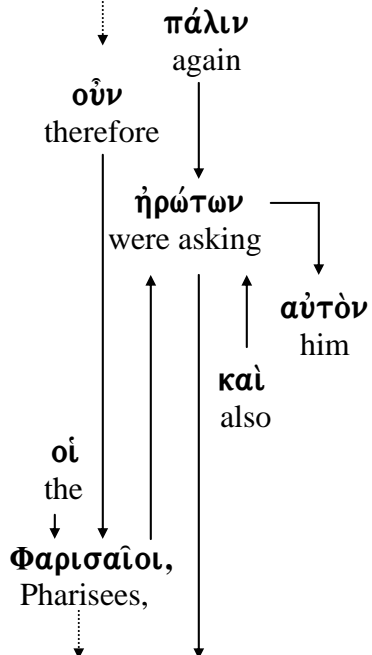 πάλιν
again
οὖν
therefore
ἠρώτων
were asking
αὐτὸν
him
καὶ
also
οἱ
the
Φαρισαῖοι,
Pharisees,